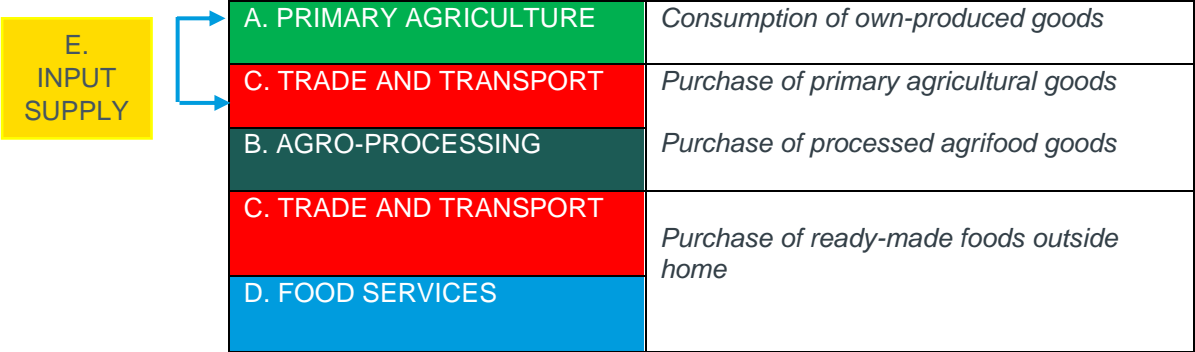 E.
INPUT
SUPPLY
A. PRIMARY AGRICULTURE
Consumption of own-produced goods
C. TRADE AND TRANSPORT
Purchase of primary agricultural goods
B. AGRO-PROCESSING
Purchase of processed agrifood goods
C. TRADE AND TRANSPORT
Purchase of ready-made foods outside
home
D. FOOD SERVICES